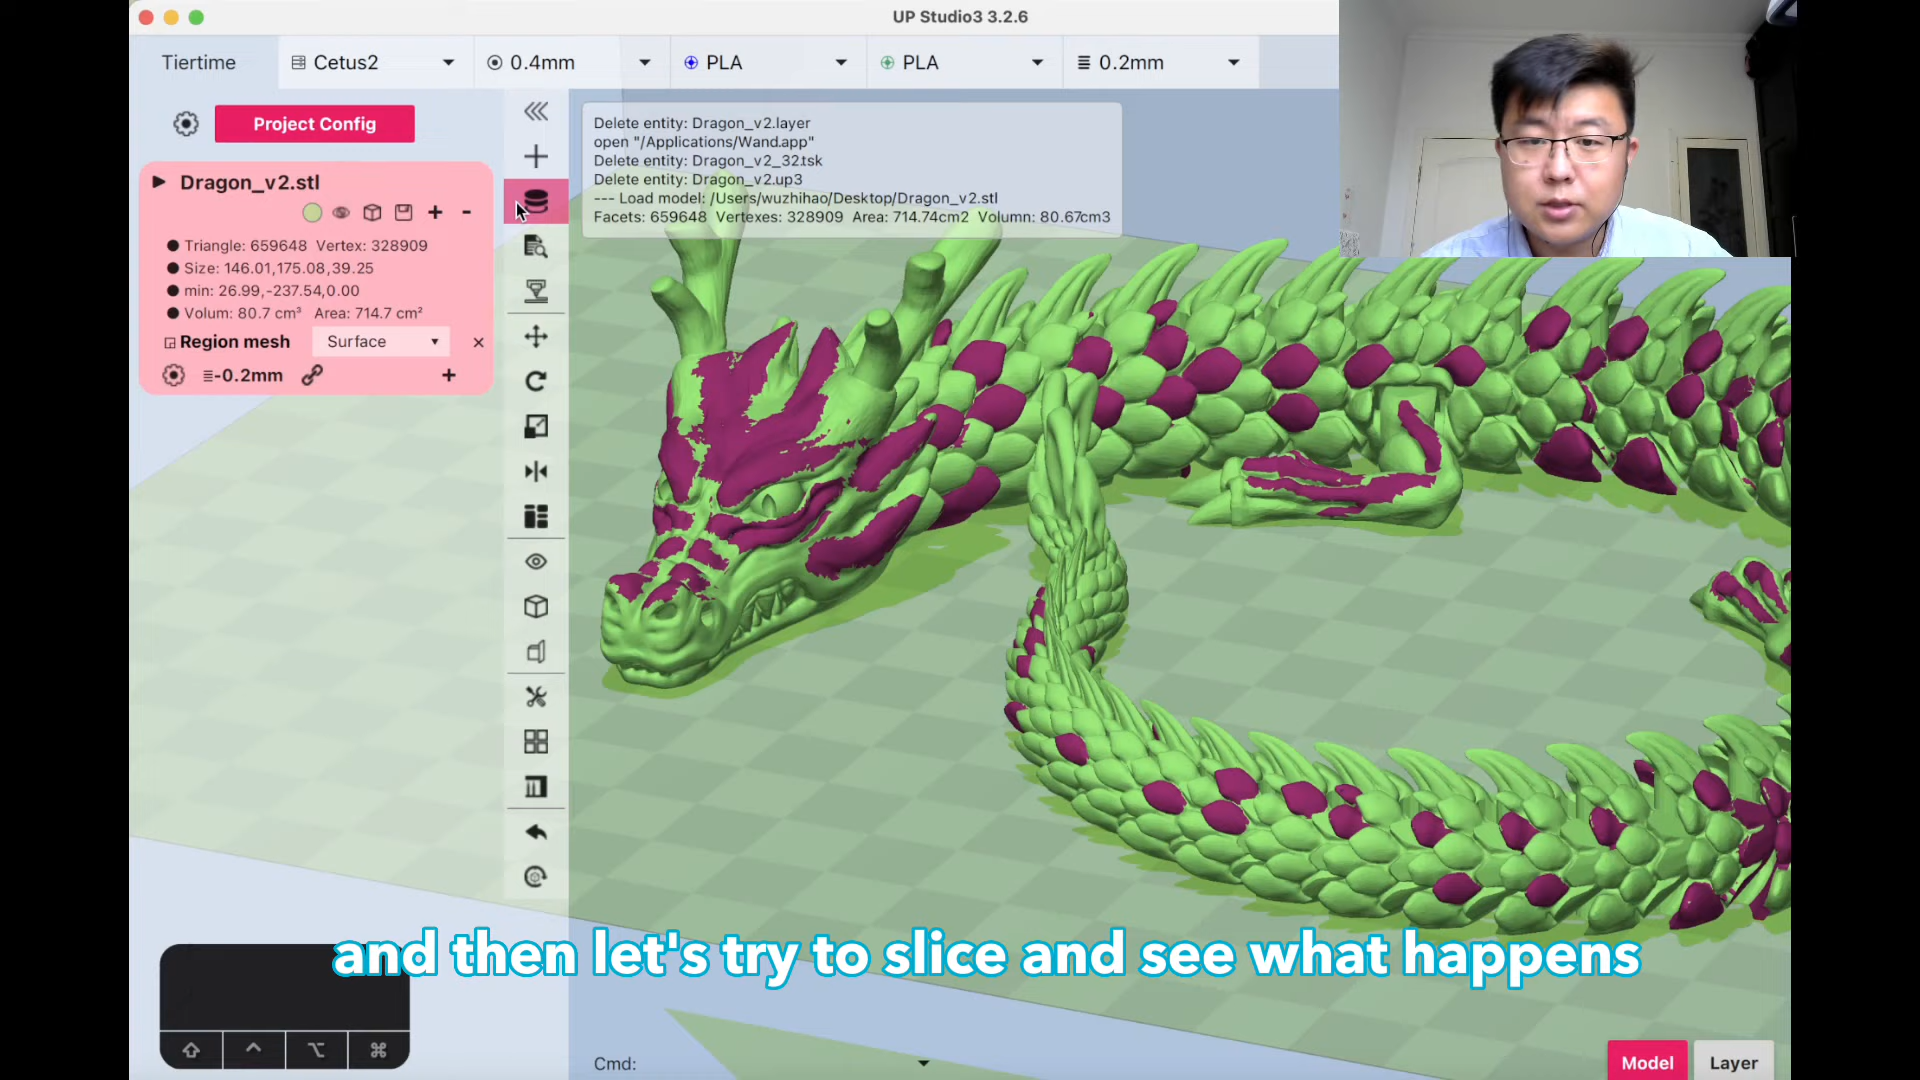 UP Studio3 3.2.6
Tiertime
Cetus2
0.4mm
PLA
PLA
0.2mm
Project Config
Dragon_v2.stl
Triangle: 659648 Vertex: 328909
Size: 146.01,175.08,39.25
min: 26.99,-237.54,0.00
Volum: 80.7 cm³ Area: 714.7 cm²
Region mesh
Surface
-0.2mm
Delete entity: Dragon_v2.layer
open "/Applications/Wand.app"
Delete entity: Dragon_v2_32.tsk
Delete entity: Dragon_v2.up3
--- Load model: /Users/wuzhihao/Desktop/Dragon_v2.stl
Facets: 659648 Vertexes: 328909 Area: 714.74cm2 Volumn: 80.67cm3
and then let's try to slice and see what happens
Cmd:
Model
Layer